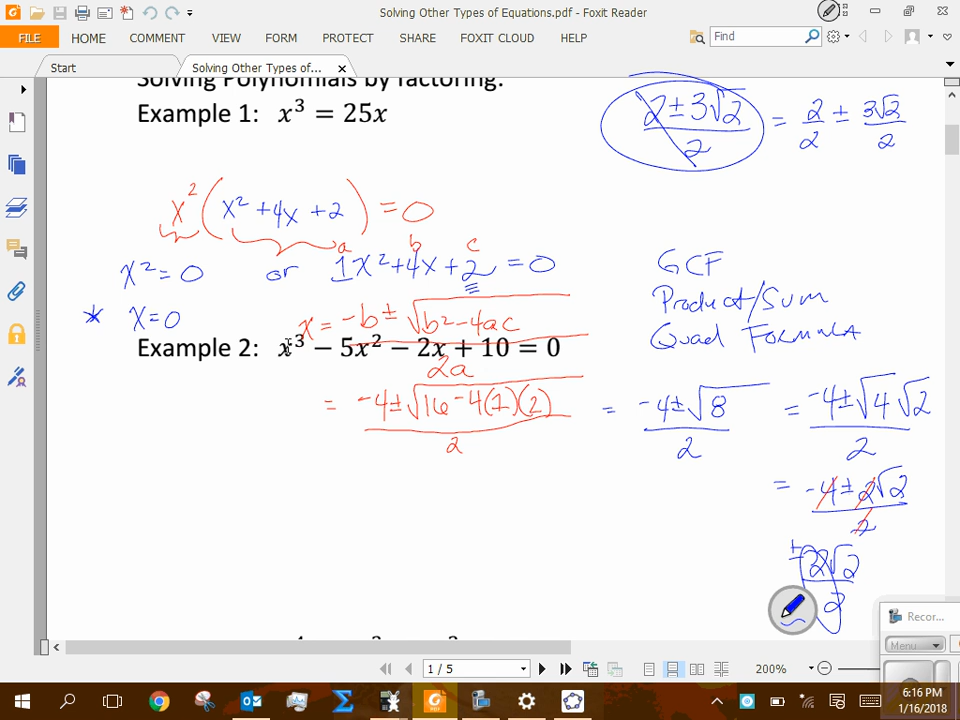 Solving Other Types of Equations.pdf - Foxit Reader
FILE HOME COMMENT VIEW FORM PROTECT SHARE FOXIT CLOUD HELP Find
Start Solving Other Types of... ×
Solving Polynomials by factoring.
Example 1: x³ = 25x
2 ± 3√2 / 2 = 2/2 ± 3√2/2
x² (x² + 4x + 2) = 0
a b c
x² = 0 or 1x² + 4x + 2 = 0
GCF
Product/Sum
Quad Formula
* x = 0
x = -b ± √b² - 4ac / 2a
Example 2: x³ − 5x² − 2x + 10 = 0
= -4 ± √16 - 4(1)(2) / 2 = -4 ± √8 / 2 = -4 ± √4 √2 / 2
= -4 ± 2√2 / 2
Recor...
Menu
1 / 5
200%
6:16 PM
1/16/2018